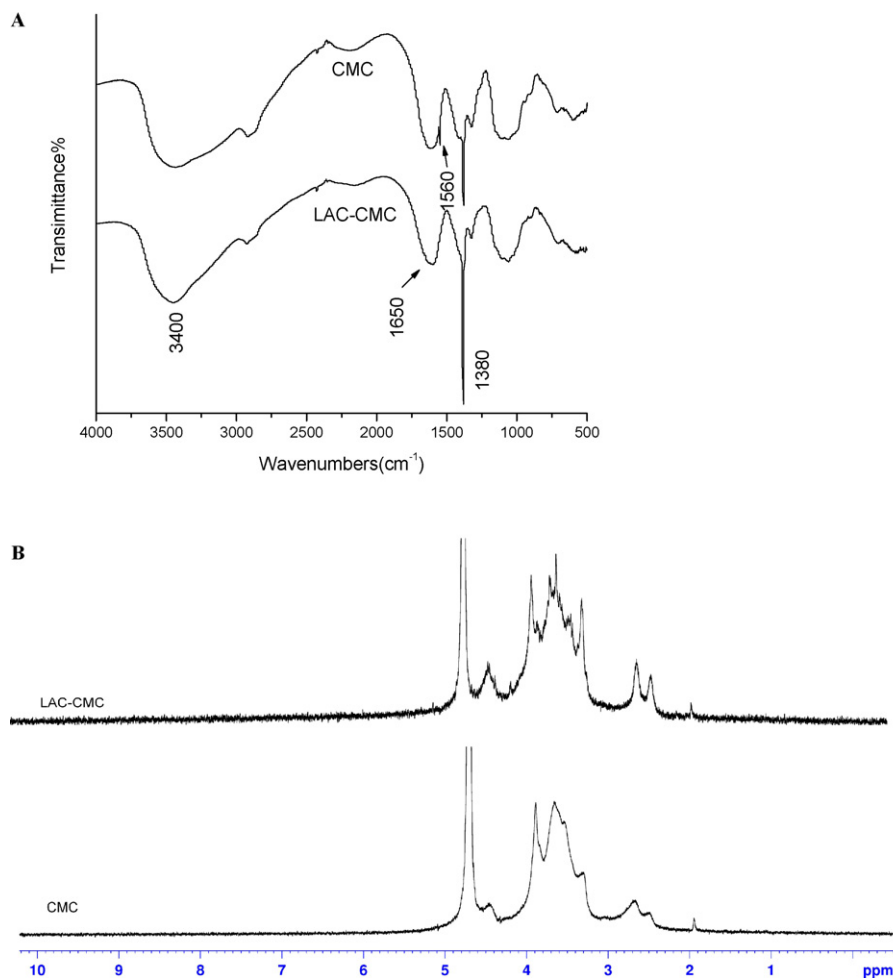 A
CMC
1560
LAC-CMC
1650
3400
1380
Transimittance%
4000 3500 3000 2500 2000 1500 1000 500
Wavenumbers(cm-1)
B
LAC-CMC
CMC
10 9 8 7 6 5 4 3 2 1 ppm